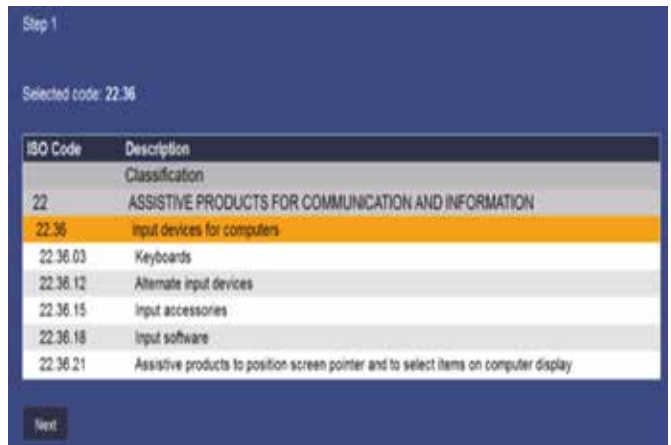 Step 1
Selected code: 22.36
ISO Code Description
Classification
22 ASSISTIVE PRODUCTS FOR COMMUNICATION AND INFORMATION
22.36 Input devices for computers
22.36.03 Keyboards
22.36.12 Alternate input devices
22.36.15 Input accessories
22.36.18 Input software
22.36.21 Assistive products to position screen pointer and to select items on computer display
Next